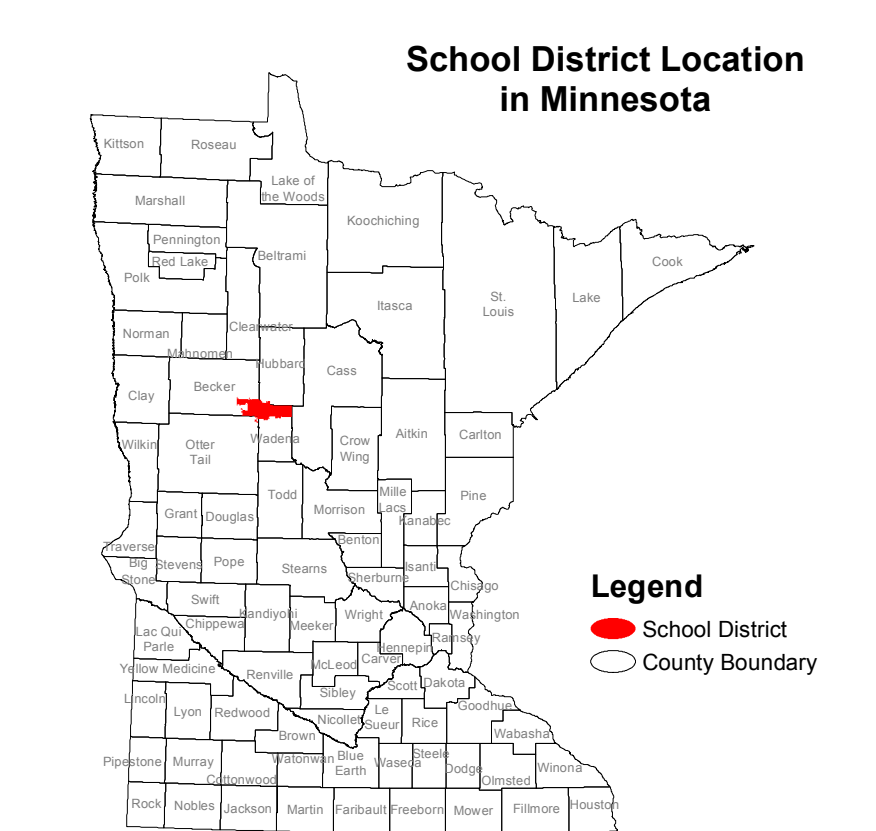 School District Location
in Minnesota
Kittson
Roseau
Lake of
the Woods
Marshall
Koochiching
Pennington
Red Lake
Beltrami
Polk
Cook
St.
Louis
Lake
Itasca
Norman
Clearwater
Mahnomen
Hubbard
Cass
Becker
Clay
Aitkin
Carlton
Wilkin
Otter
Tail
Wadena
Crow
Wing
Todd
Mille
Lacs
Pine
Grant
Douglas
Morrison
Kanabec
Traverse
Benton
Big
Stone
Stevens
Pope
Stearns
Isanti
Sherburne
Chisago
Legend
Swift
Kandiyohi
Meeker
Wright
Anoka
Washington
School District
Chippewa
Lac Qui
Parle
Hennepin
Ramsey
County Boundary
Yellow Medicine
Renville
McLeod
Carver
Scott
Dakota
Lincoln
Lyon
Redwood
Sibley
Nicollet
Le
Sueur
Rice
Goodhue
Brown
Wabasha
Pipestone
Murray
Cottonwood
Watonwan
Blue
Earth
Waseca
Steele
Dodge
Olmsted
Winona
Rock
Nobles
Jackson
Martin
Faribault
Freeborn
Mower
Fillmore
Houston